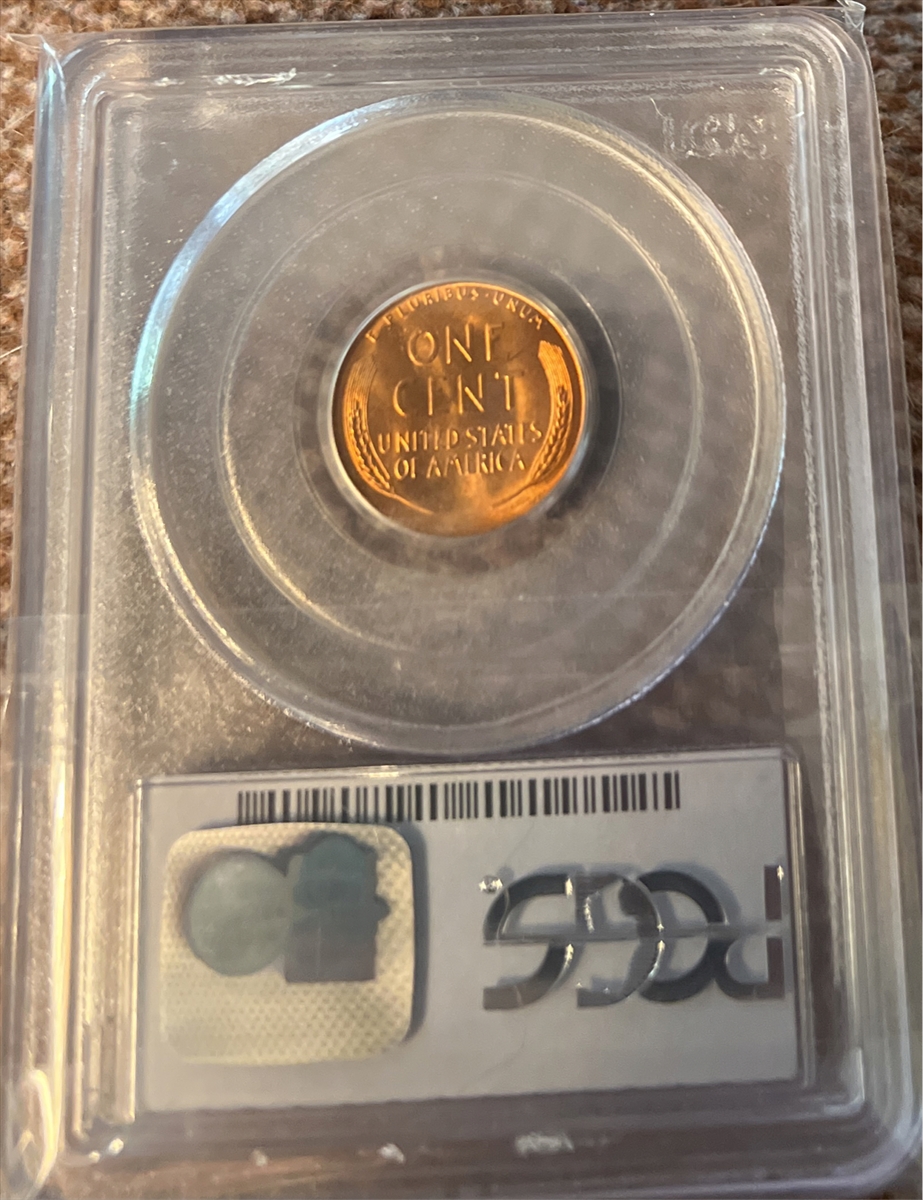 E·PLURIBUS·UNUM
ONE
CENT
UNITED STATES
OF AMERICA
PCGS